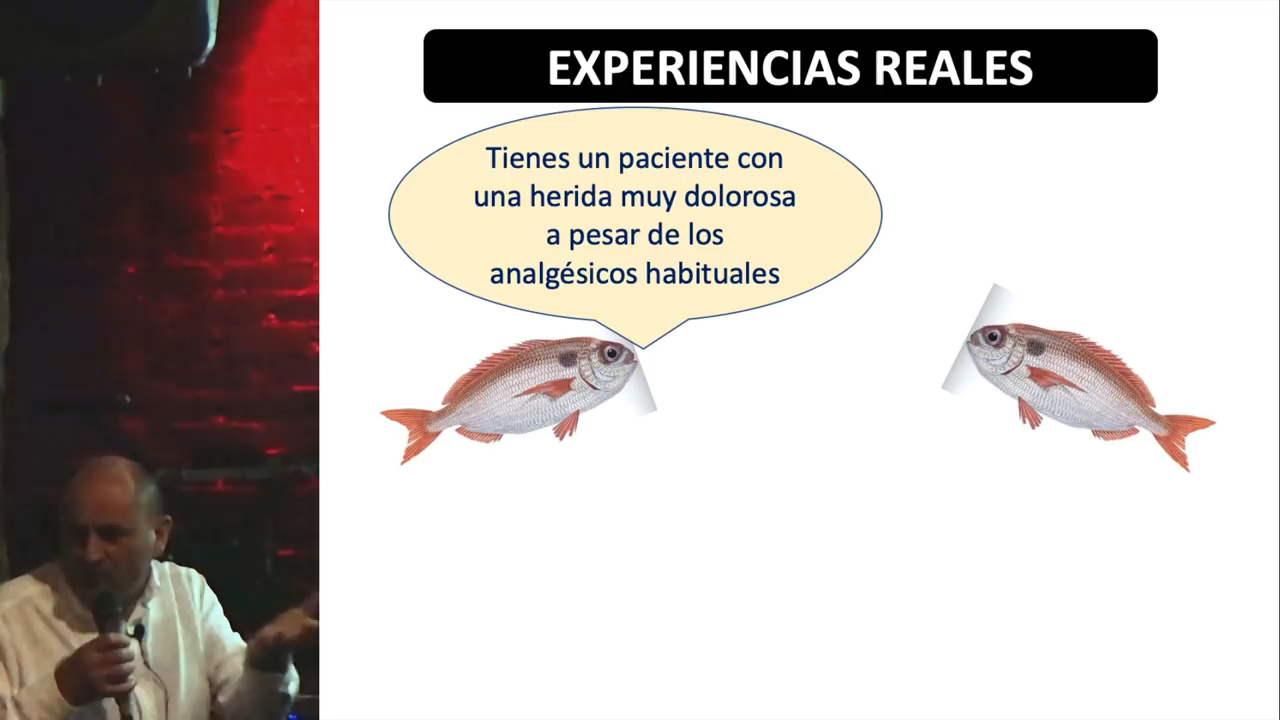 EXPERIENCIAS REALES
Tienes un paciente con
una herida muy dolorosa
a pesar de los
analgésicos habituales